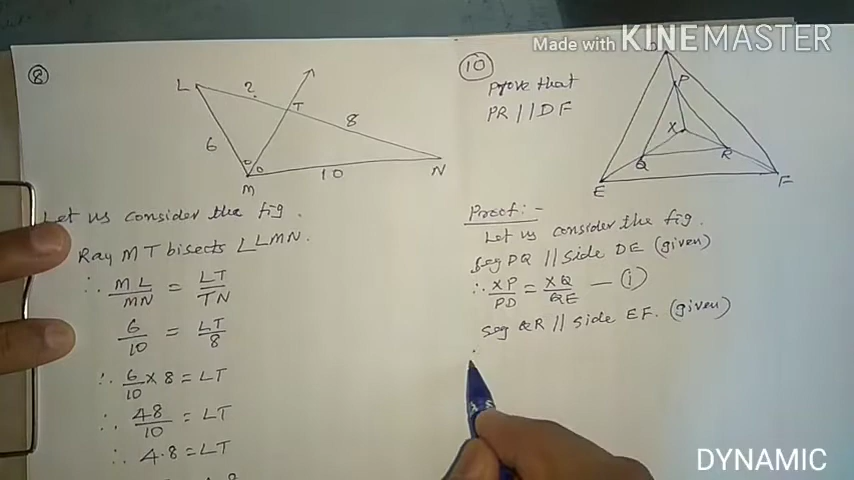 Made with KINEMASTER
8
L
2
T
6
8
M
10
N
Let us consider the fig.
Ray MT bisects ∠LMN.
∴ ML/MN = LT/TN
6/10 = LT/8
∴ 6/10 × 8 = LT
∴ 48/10 = LT
∴ 4.8 = LT
10
Prove that
PR // DF
D
P
X
Q
R
E
F
Proof:-
Let us consider the fig.
seg PQ // side DE (given)
∴ XP/PD = XQ/QE — (i)
seg QR // side EF. (given)
DYNAMIC